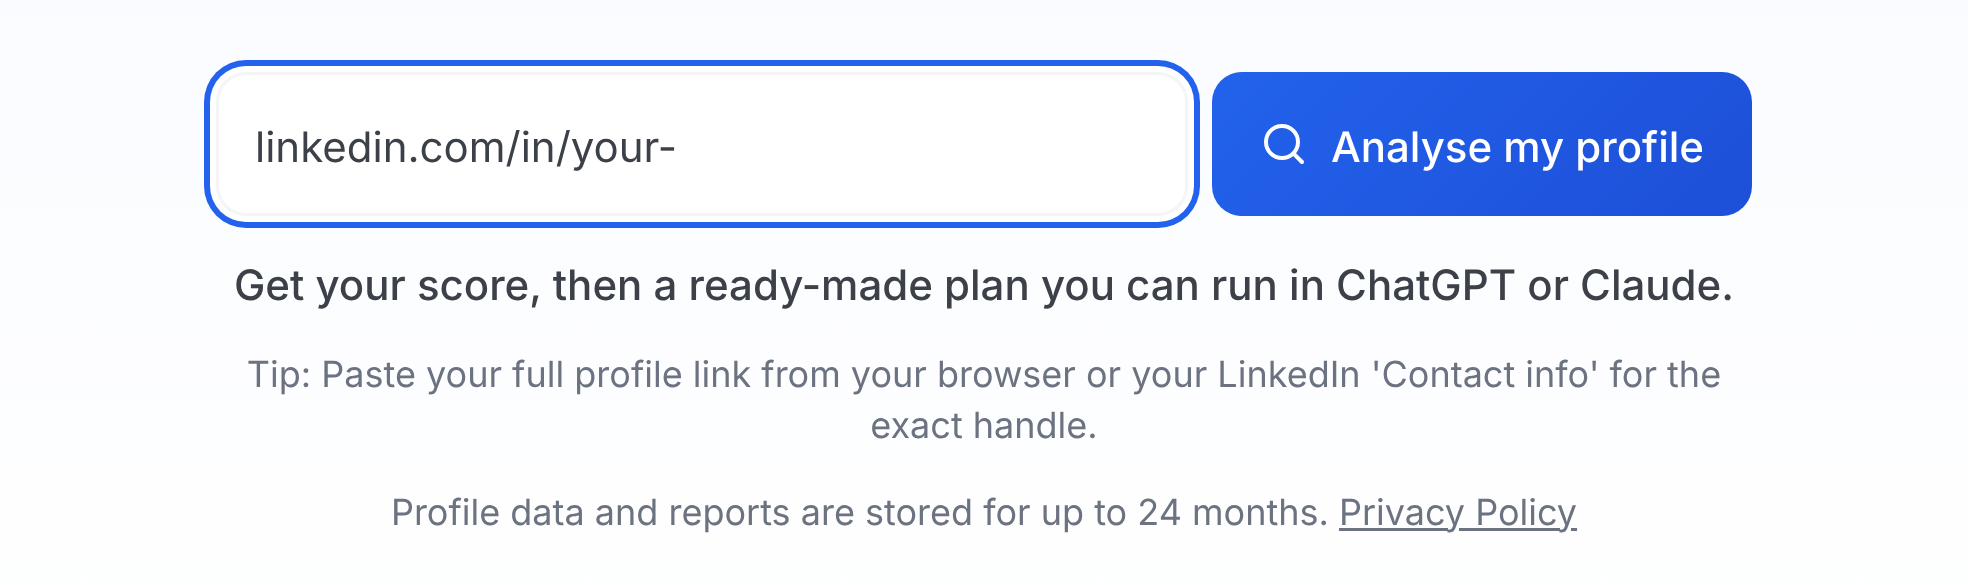 linkedin.com/in/your-
Analyse my profile
Get your score, then a ready-made plan you can run in ChatGPT or Claude.
Tip: Paste your full profile link from your browser or your LinkedIn 'Contact info' for the
exact handle.
Profile data and reports are stored for up to 24 months. Privacy Policy